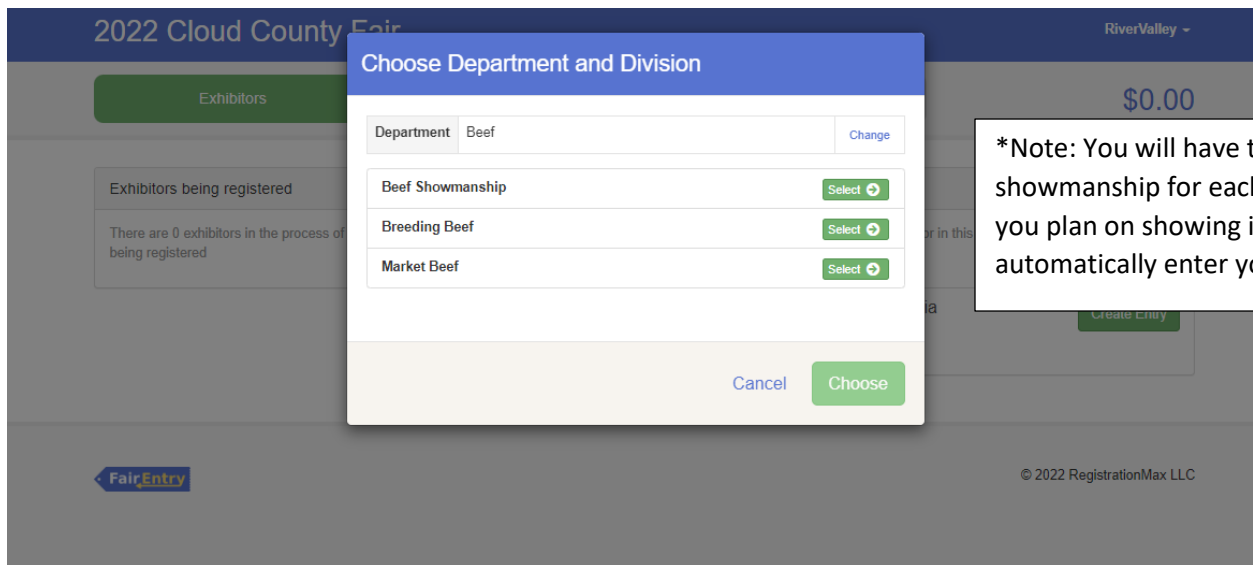 2022 Cloud County Fair
RiverValley
Choose Department and Division
Exhibitors
$0.00
Department Beef Change
*Note: You will have
showmanship for
you plan on showing
automatically enter
Exhibitors being registered
Beef Showmanship Select
There are 0 exhibitors in the process of
being registered
Breeding Beef Select
in this
Market Beef Select
Create Entry
Cancel Choose
FairEntry
© 2022 RegistrationMax LLC